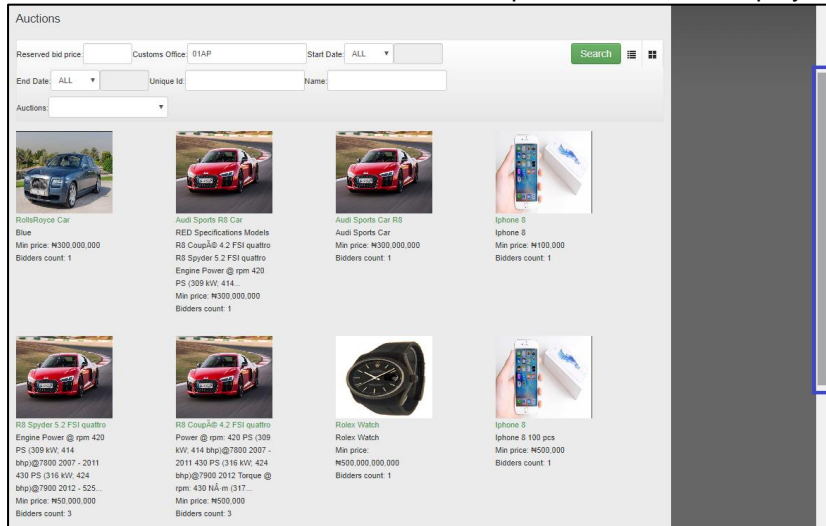 Auctions
Reserved bid price: Customs Office: 01AP Start Date: ALL Search
End Date: ALL Unique Id: Name:
Auctions:
RollsRoyce Car
Blue
Min price: ₦300,000,000
Bidders count: 1
Audi Sports R8 Car
RED Specifications Models
R8 CoupÃ© 4.2 FSI quattro
R8 Spyder 5.2 FSI quattro
Engine Power @ rpm 420
PS (309 kW; 414...
Min price: ₦300,000,000
Bidders count: 1
Audi Sports Car R8
Audi Sports Car
Min price: ₦300,000,000
Bidders count: 1
Iphone 8
Iphone 8
Min price: ₦100,000
Bidders count: 1
R8 Spyder 5.2 FSI quattro
Engine Power @ rpm 420
PS (309 kW; 414
bhp)@7800 2007 - 2011
430 PS (316 kW; 424
bhp)@7900 2012 - 525...
Min price: ₦50,000,000
Bidders count: 3
R8 CoupÃ© 4.2 FSI quattro
Power @ rpm: 420 PS (309
kW; 414 bhp)@7800 2007 -
2011 430 PS (316 kW; 424
bhp)@7900 2012 Torque @
rpm: 430 NÂ·m (317...
Min price: ₦500,000
Bidders count: 3
Rolex Watch
Rolex Watch
Min price:
₦500,000,000,000
Bidders count: 1
Iphone 8
Iphone 8 100 pcs
Min price: ₦500,000
Bidders count: 1